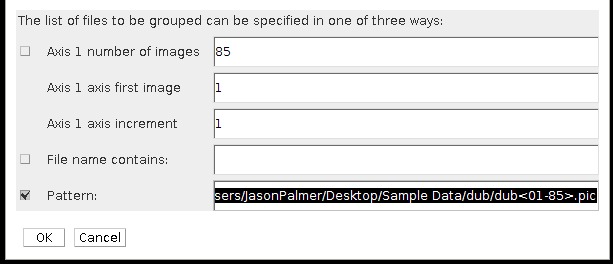 The list of files to be grouped can be specified in one of three ways:
Axis 1 number of images 85
Axis 1 axis first image 1
Axis 1 axis increment 1
File name contains:
Pattern: sers/JasonPalmer/Desktop/Sample Data/dub/dub<01-85>.pic
OK Cancel